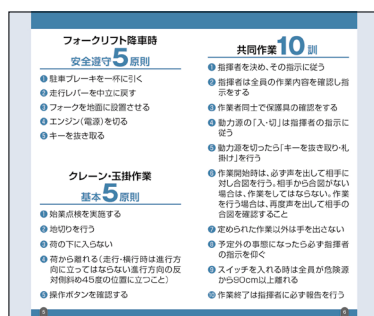 フォークリフト降車時
安全遵守5原則
❶ 駐車ブレーキを一杯に引く
❷ 走行レバーを中立に戻す
❸ フォークを地面に設置させる
❹ エンジン（電源）を切る
❺ キーを抜き取る
クレーン・玉掛作業
基本5原則
❶ 始業点検を実施する
❷ 地切りを行う
❸ 荷の下に入らない
❹ 荷から離れる（走行・横行時は進行方
向に立ってはならない進行方向の反
対側斜め45度の位置に立つこと）
❺ 操作ボタンを確認する
5
共同作業10訓
❶ 指揮者を決め、その指示に従う
❷ 指揮者は全員の作業内容を確認し指
示をする
❸ 作業者同士で保護具の確認をする
❹ 動力源の「入・切」は指揮者の指示に
従う
❺ 動力源を切ったら「キーを抜き取り・札
掛け」を行う
❻ 作業開始時は、必ず声を出して相手に
対し合図を行う。相手から合図がない
場合は、作業をしてはならない。作業
を行う場合は、再度声を出して相手の
合図を確認すること
❼ 定められた作業以外は手を出さない
❽ 予定外の事態になったら必ず指揮者
の指示を仰ぐ
❾ スイッチを入れる時は全員が危険源
から90cm以上離れる
❿ 作業終了は指揮者に必ず報告を行う
6